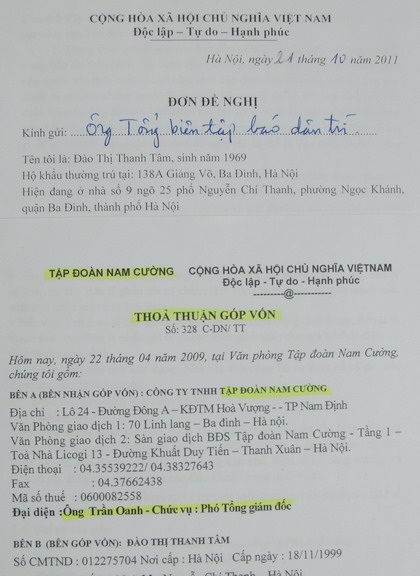 CỘNG HÒA XÃ HỘI CHỦ NGHĨA VIỆT NAM
Độc lập – Tự do – Hạnh phúc
Hà Nội, ngày 21 tháng 10 năm 2011
ĐƠN ĐỀ NGHỊ
Kính gửi: Ông Tổng biên tập báo dân trí
Tên tôi là: Đào Thị Thanh Tâm, sinh năm 1969
Hộ khẩu thường trú tại: 138A Giảng Võ, Ba Đình, Hà Nội
Hiện đang ở nhà số 9 ngõ 25 phố Nguyễn Chí Thanh, phường Ngọc Khánh,
quận Ba Đình, thành phố Hà Nội
TẬP ĐOÀN NAM CƯỜNG CỘNG HÒA XÃ HỘI CHỦ NGHĨA VIỆTNAM
Độc lập - Tự do - Hạnh phúc
---------@-----------
THOẢ THUẬN GÓP VỐN
Số: 328 C-DN/ TT
Hôm nay, ngày 22 tháng 04 năm 2009, tại Văn phòng Tập đoàn Nam Cường,
chúng tôi gồm:
BÊN A (BÊN NHẬN GÓP VỐN) : CÔNG TY TNHH TẬP ĐOÀN NAM CƯỜNG
Địa chỉ : Lô 24 - Đường Đông A – KĐTM Hoà Vượng - - TP Nam Định
Văn Phòng giao dịch 1: 70 Linh lang – Ba đình – Hà nội.
Văn Phòng giao dịch 2: Sàn giao dịch BĐS Tập đoàn Nam Cường - Tầng 1 –
Toà Nhà Licogi 13 - Đường Khuất Duy Tiến – Thanh Xuân – Hà Nội.
Điện thoại : 04.35539222/ 04.38327643
Fax : 04.37662438
Mã số thuế : 0600082558
Đại diện :Ông Trần Oanh - Chức vụ : Phó Tổng giám đốc
BÊN B (BÊN GÓP VỐN): ĐÀO THỊ THANH TÂM
Số CMTND : 012275704 Nơi cấp : Hà Nội Cấp ngày : 18/11/1999